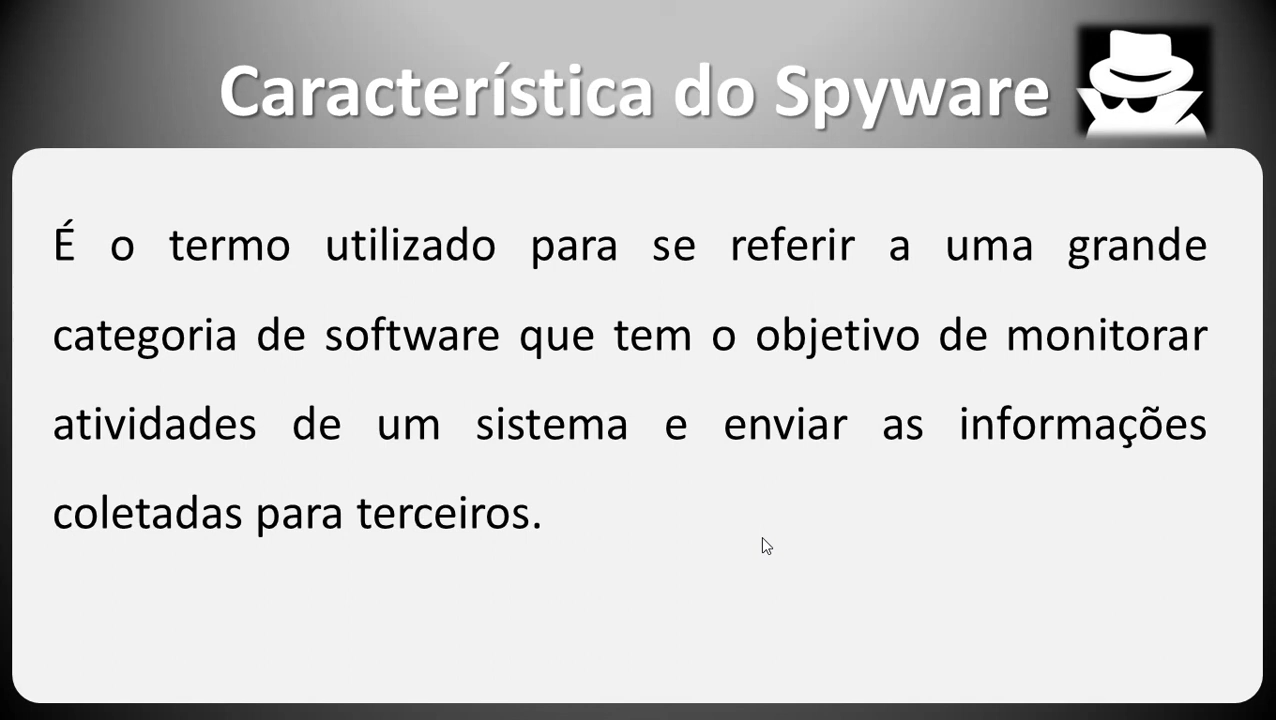 Característica do Spyware
É o termo utilizado para se referir a uma grande
categoria de software que tem o objetivo de monitorar
atividades de um sistema e enviar as informações
coletadas para terceiros.